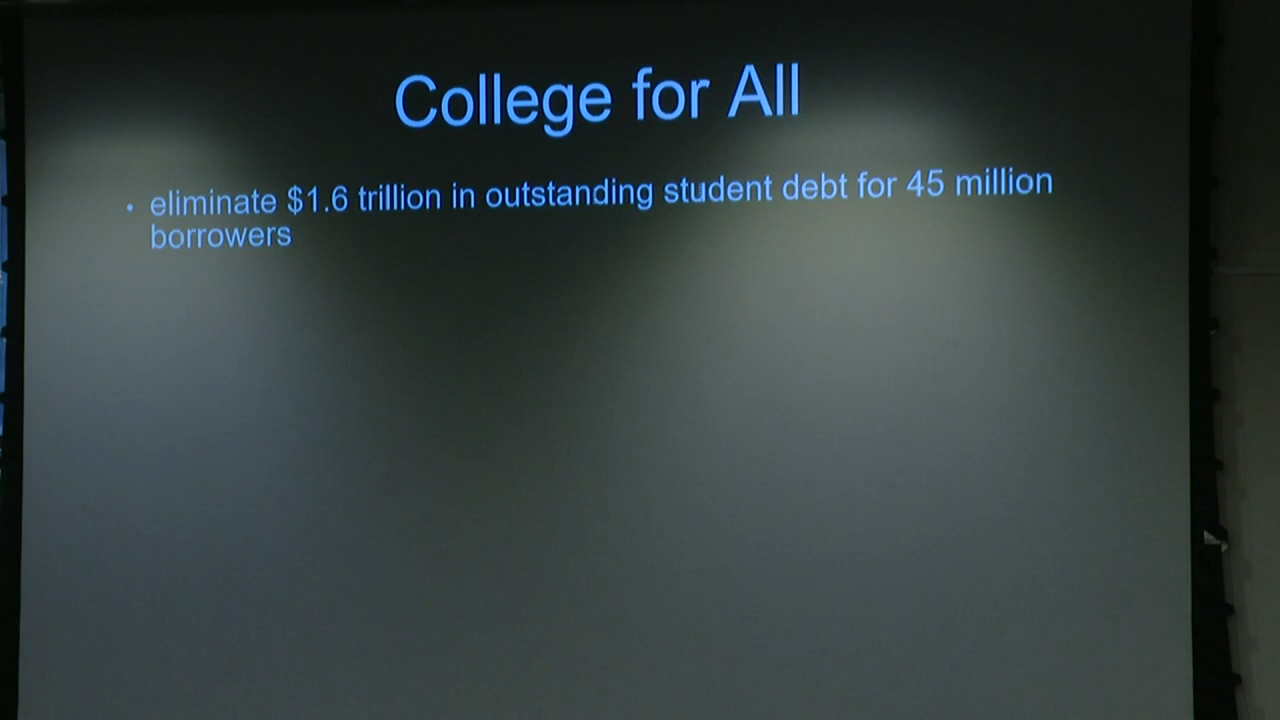 College for All
• eliminate $1.6 trillion in outstanding student debt for 45 million
borrowers